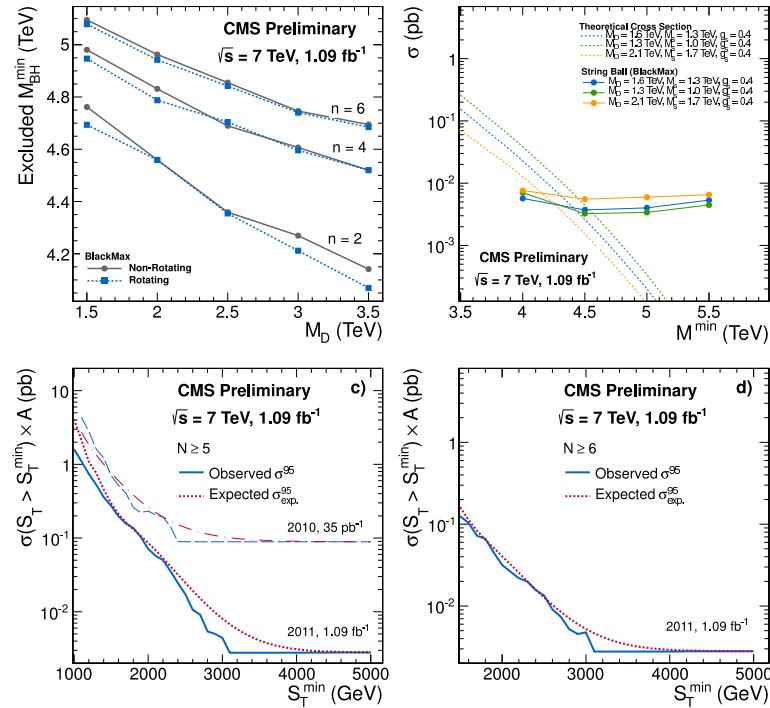 Excluded M_BH^min (TeV)
5
4.8
4.6
4.4
4.2
CMS Preliminary
√s = 7 TeV, 1.09 fb⁻¹
n = 6
n = 4
n = 2
BlackMax
Non-Rotating
Rotating
1.5 2 2.5 3 3.5
M_D (TeV)
σ (pb)
1
10⁻¹
10⁻²
10⁻³
Theoretical Cross Section
M_D = 1.6 TeV, M_s = 1.3 TeV, g_s = 0.4
M_D = 1.3 TeV, M_s = 1.0 TeV, g_s = 0.4
M_D = 2.1 TeV, M_s = 1.7 TeV, g_s = 0.4
String Ball (BlackMax)
M_D = 1.6 TeV, M_s = 1.3 TeV, g_s = 0.4
M_D = 1.3 TeV, M_s = 1.0 TeV, g_s = 0.4
M_D = 2.1 TeV, M_s = 1.7 TeV, g_s = 0.4
CMS Preliminary
√s = 7 TeV, 1.09 fb⁻¹
3.5 4 4.5 5 5.5
M^min (TeV)
σ(S_T > S_T^min) × A (pb)
10
1
10⁻¹
10⁻²
CMS Preliminary
c)
√s = 7 TeV, 1.09 fb⁻¹
N ≥ 5
Observed σ⁹⁵
Expected σ⁹⁵_exp.
2010, 35 pb⁻¹
2011, 1.09 fb⁻¹
1000 2000 3000 4000 5000
S_T^min (GeV)
σ(S_T > S_T^min) × A (pb)
1
10⁻¹
10⁻²
CMS Preliminary
d)
√s = 7 TeV, 1.09 fb⁻¹
N ≥ 6
Observed σ⁹⁵
Expected σ⁹⁵_exp.
2011, 1.09 fb⁻¹
2000 3000 4000 5000
S_T^min (GeV)